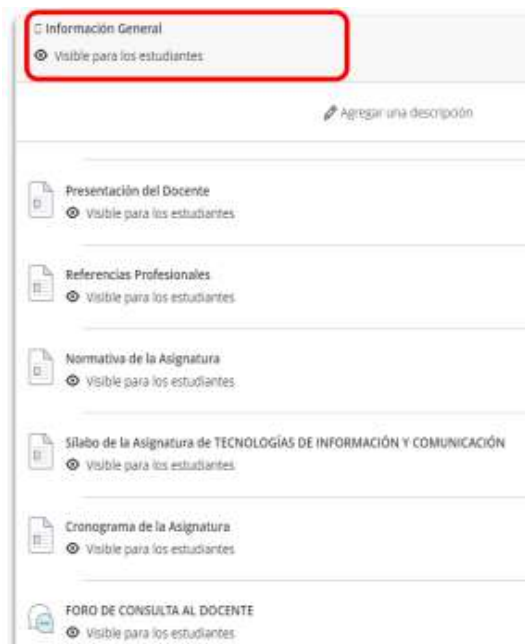 Información General
Visible para los estudiantes
Agregar una descripción
Presentación del Docente
Visible para los estudiantes
Referencias Profesionales
Visible para los estudiantes
Normativa de la Asignatura
Visible para los estudiantes
Sílabo de la Asignatura de TECNOLOGÍAS DE INFORMACIÓN Y COMUNICACIÓN
Visible para los estudiantes
Cronograma de la Asignatura
Visible para los estudiantes
FORO DE CONSULTA AL DOCENTE
Visible para los estudiantes